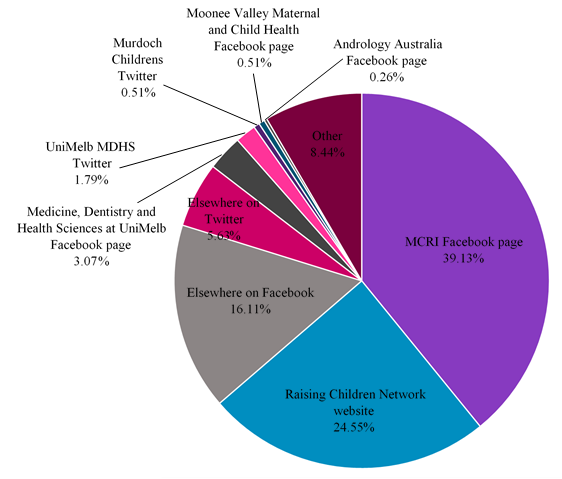 Moonee Valley Maternal
and Child Health
Facebook page
0.51%
Andrology Australia
Facebook page
0.26%
Murdoch
Childrens
Twitter
0.51%
UniMelb MDHS
Twitter
1.79%
Medicine, Dentistry and
Health Sciences at UniMelb
Facebook page
3.07%
Other
8.44%
Elsewhere on
Twitter
5.63%
MCRI Facebook page
39.13%
Elsewhere on Facebook
16.11%
Raising Children Network
website
24.55%